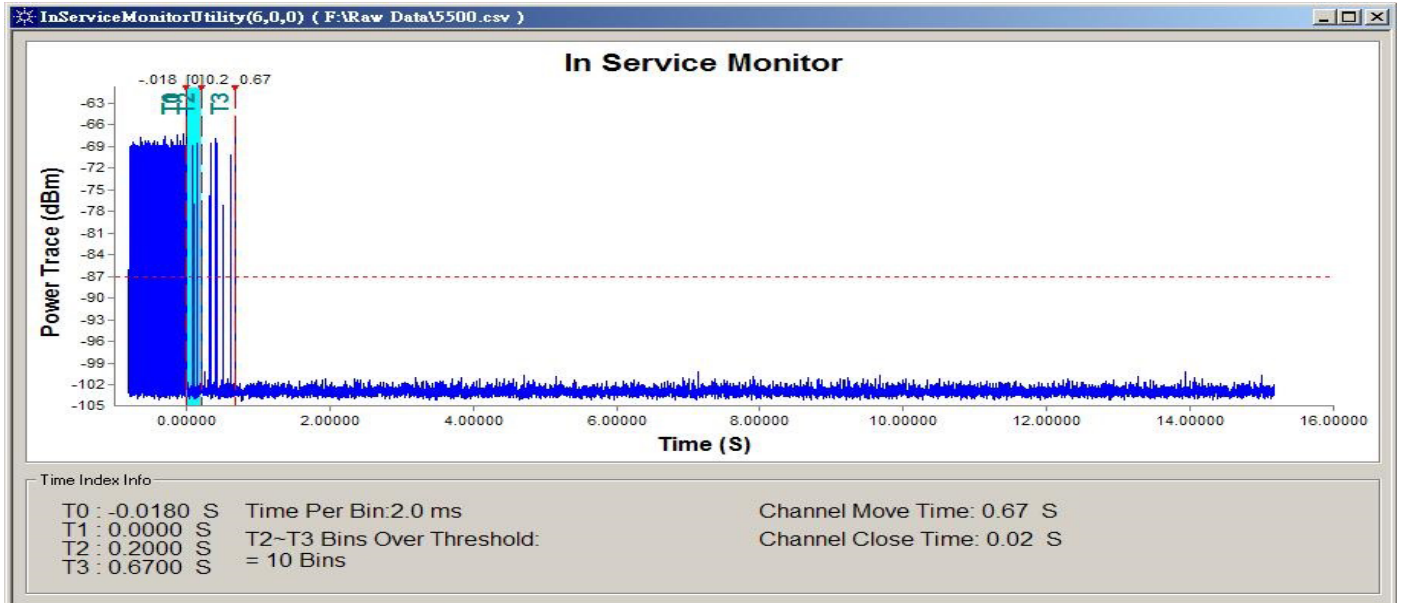 InServiceMonitorUtility(6,0,0) ( F:\Raw Data\5500.csv )
In Service Monitor
-.018 [0]0.2 0.67
T0 T2 T3
Power Trace (dBm)
-63
-66
-69
-72
-75
-78
-81
-84
-87
-90
-93
-96
-99
-102
-105
0.00000 2.00000 4.00000 6.00000 8.00000 10.00000 12.00000 14.00000 16.00000
Time (S)
Time Index Info
T0 : -0.0180 S
T1 : 0.0000 S
T2 : 0.2000 S
T3 : 0.6700 S
Time Per Bin:2.0 ms
T2~T3 Bins Over Threshold:
= 10 Bins
Channel Move Time: 0.67 S
Channel Close Time: 0.02 S